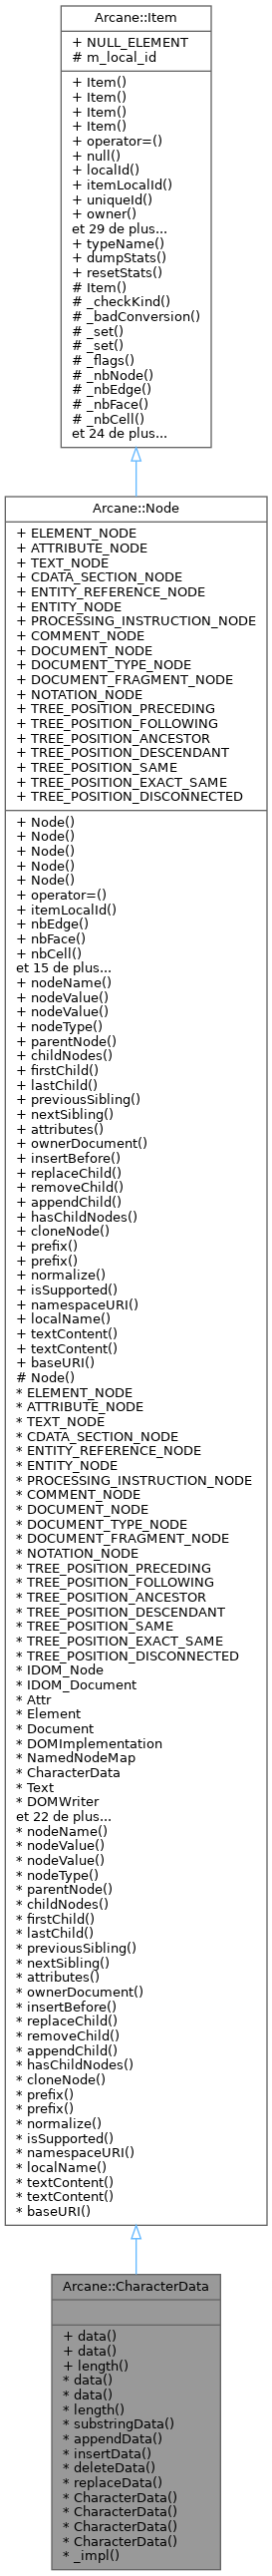 Arcane::Item
+ NULL_ELEMENT
# m_local_id
+ Item()
+ Item()
+ Item()
+ Item()
+ operator=()
+ null()
+ localId()
+ itemLocalId()
+ uniqueId()
+ owner()
et 29 de plus...
+ typeName()
+ dumpStats()
+ resetStats()
# Item()
# _checkKind()
# _badConversion()
# _set()
# _set()
# _flags()
# _nbNode()
# _nbEdge()
# _nbFace()
# _nbCell()
et 24 de plus...
Arcane::Node
+ ELEMENT_NODE
+ ATTRIBUTE_NODE
+ TEXT_NODE
+ CDATA_SECTION_NODE
+ ENTITY_REFERENCE_NODE
+ ENTITY_NODE
+ PROCESSING_INSTRUCTION_NODE
+ COMMENT_NODE
+ DOCUMENT_NODE
+ DOCUMENT_TYPE_NODE
+ DOCUMENT_FRAGMENT_NODE
+ NOTATION_NODE
+ TREE_POSITION_PRECEDING
+ TREE_POSITION_FOLLOWING
+ TREE_POSITION_ANCESTOR
+ TREE_POSITION_DESCENDANT
+ TREE_POSITION_SAME
+ TREE_POSITION_EXACT_SAME
+ TREE_POSITION_DISCONNECTED
+ Node()
+ Node()
+ Node()
+ Node()
+ Node()
+ operator=()
+ itemLocalId()
+ nbEdge()
+ nbFace()
+ nbCell()
et 15 de plus...
+ nodeName()
+ nodeValue()
+ nodeValue()
+ nodeType()
+ parentNode()
+ childNodes()
+ firstChild()
+ lastChild()
+ previousSibling()
+ nextSibling()
+ attributes()
+ ownerDocument()
+ insertBefore()
+ replaceChild()
+ removeChild()
+ appendChild()
+ hasChildNodes()
+ cloneNode()
+ prefix()
+ prefix()
+ normalize()
+ isSupported()
+ namespaceURI()
+ localName()
+ textContent()
+ textContent()
+ baseURI()
# Node()
* ELEMENT_NODE
* ATTRIBUTE_NODE
* TEXT_NODE
* CDATA_SECTION_NODE
* ENTITY_REFERENCE_NODE
* ENTITY_NODE
* PROCESSING_INSTRUCTION_NODE
* COMMENT_NODE
* DOCUMENT_NODE
* DOCUMENT_TYPE_NODE
* DOCUMENT_FRAGMENT_NODE
* NOTATION_NODE
* TREE_POSITION_PRECEDING
* TREE_POSITION_FOLLOWING
* TREE_POSITION_ANCESTOR
* TREE_POSITION_DESCENDANT
* TREE_POSITION_SAME
* TREE_POSITION_EXACT_SAME
* TREE_POSITION_DISCONNECTED
* IDOM_Node
* IDOM_Document
* Attr
* Element
* Document
* DOMImplementation
* NamedNodeMap
* CharacterData
* Text
* DOMWriter
et 22 de plus...
* nodeName()
* nodeValue()
* nodeValue()
* nodeType()
* parentNode()
* childNodes()
* firstChild()
* lastChild()
* previousSibling()
* nextSibling()
* attributes()
* ownerDocument()
* insertBefore()
* replaceChild()
* removeChild()
* appendChild()
* hasChildNodes()
* cloneNode()
* prefix()
* prefix()
* normalize()
* isSupported()
* namespaceURI()
* localName()
* textContent()
* textContent()
* baseURI()
Arcane::CharacterData
+ data()
+ data()
+ length()
* data()
* data()
* length()
* substringData()
* appendData()
* insertData()
* deleteData()
* replaceData()
* CharacterData()
* CharacterData()
* CharacterData()
* CharacterData()
* _impl()